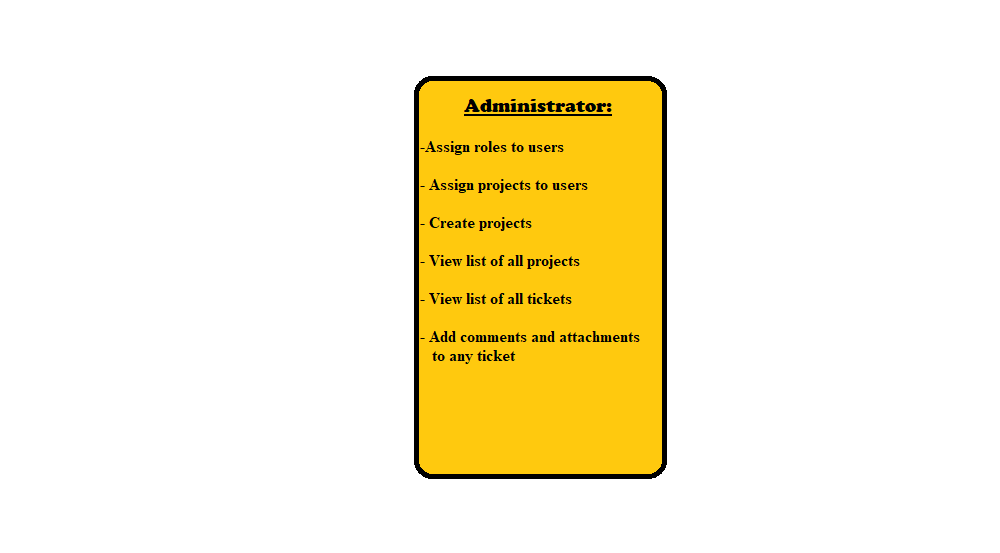 Administrator:
-Assign roles to users
- Assign projects to users
- Create projects
- View list of all projects
- View list of all tickets
- Add comments and attachments
to any ticket